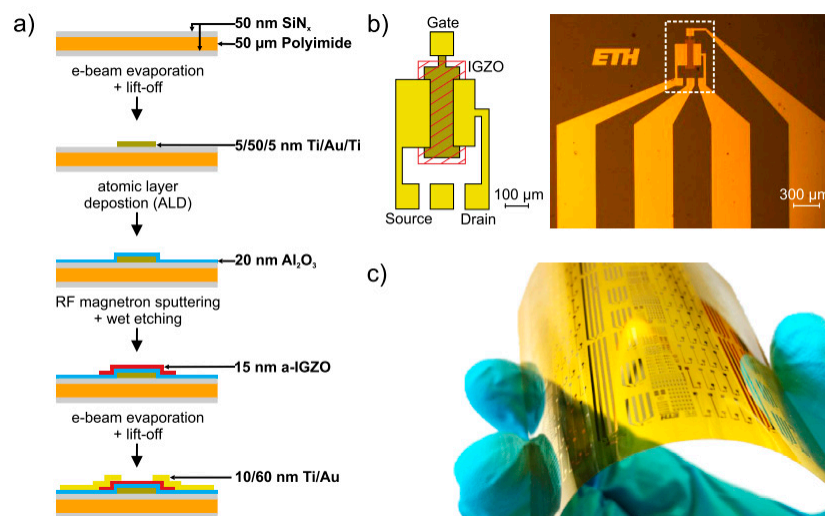 a)
50 nm SiNₓ
50 µm Polyimide
e-beam evaporation
+ lift-off
5/50/5 nm Ti/Au/Ti
atomic layer
depostion (ALD)
20 nm Al₂O₃
RF magnetron sputtering
+ wet etching
15 nm a-IGZO
e-beam evaporation
+ lift-off
10/60 nm Ti/Au
b)
Gate
IGZO
Source
Drain
100 µm
ETH
300 µm
c)